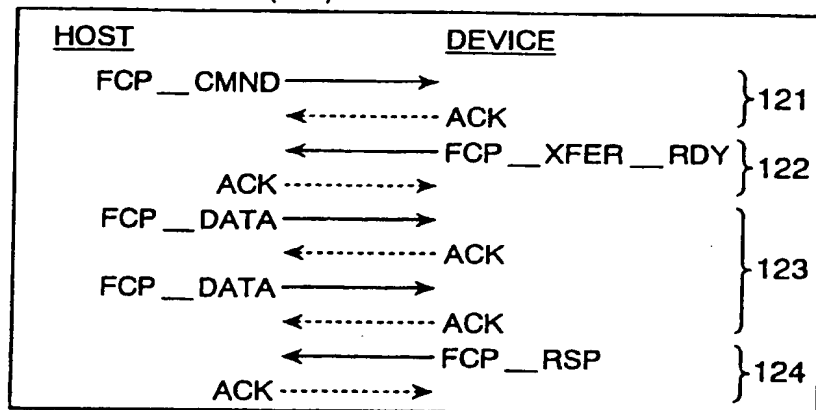 HOST DEVICE
FCP__CMND
ACK
121
FCP__XFER__RDY
ACK
122
FCP__DATA
ACK
FCP__DATA
ACK
123
FCP__RSP
ACK
124